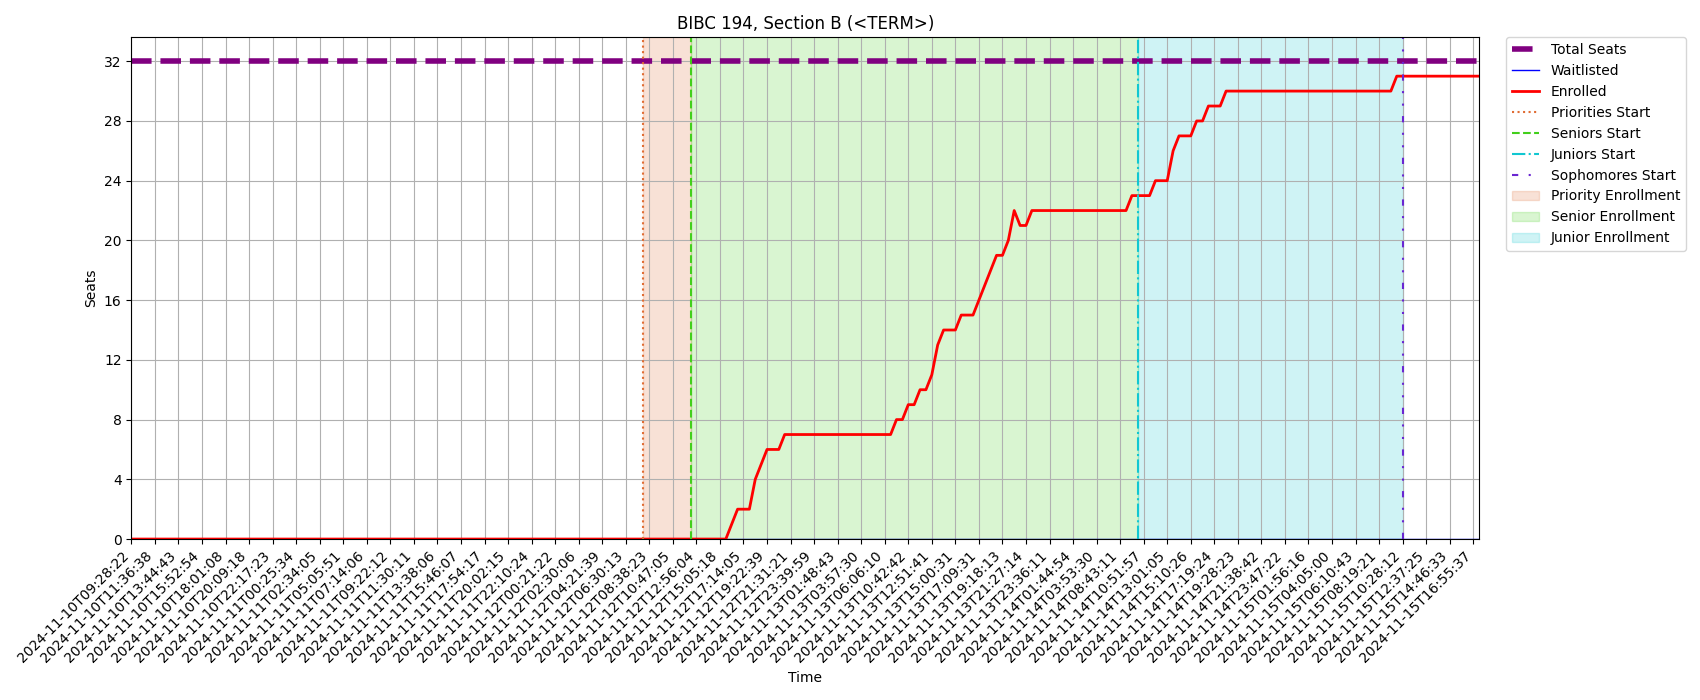 BIBC 194, Section B (<TERM>)
Total Seats
Waitlisted
Enrolled
Priorities Start
Seniors Start
Juniors Start
Sophomores Start
Priority Enrollment
Senior Enrollment
Junior Enrollment
Seats
32
28
24
20
16
12
8
4
0
2024-11-10T09:28:22
2024-11-10T11:36:38
2024-11-10T13:44:43
2024-11-10T15:52:54
2024-11-10T18:01:08
2024-11-10T20:09:18
2024-11-10T22:17:23
2024-11-11T00:25:34
2024-11-11T02:34:05
2024-11-11T05:05:51
2024-11-11T07:14:06
2024-11-11T09:22:12
2024-11-11T11:30:11
2024-11-11T13:38:06
2024-11-11T15:46:07
2024-11-11T17:54:17
2024-11-11T20:02:15
2024-11-11T22:10:24
2024-11-12T00:21:22
2024-11-12T02:30:06
2024-11-12T04:21:39
2024-11-12T06:30:13
2024-11-12T08:38:23
2024-11-12T10:47:05
2024-11-12T12:56:04
2024-11-12T15:05:18
2024-11-12T17:14:05
2024-11-12T19:22:39
2024-11-12T21:31:21
2024-11-12T23:39:59
2024-11-13T01:48:43
2024-11-13T03:57:30
2024-11-13T06:06:10
2024-11-13T10:42:42
2024-11-13T12:51:41
2024-11-13T15:00:31
2024-11-13T17:09:31
2024-11-13T19:18:13
2024-11-13T21:27:14
2024-11-13T23:36:11
2024-11-14T01:44:54
2024-11-14T03:53:30
2024-11-14T08:43:11
2024-11-14T10:51:57
2024-11-14T13:01:05
2024-11-14T15:10:26
2024-11-14T17:19:24
2024-11-14T19:28:23
2024-11-14T21:38:42
2024-11-14T23:47:22
2024-11-15T01:56:16
2024-11-15T04:05:00
2024-11-15T06:10:43
2024-11-15T08:19:21
2024-11-15T10:28:12
2024-11-15T12:37:25
2024-11-15T14:46:33
2024-11-15T16:55:37
Time